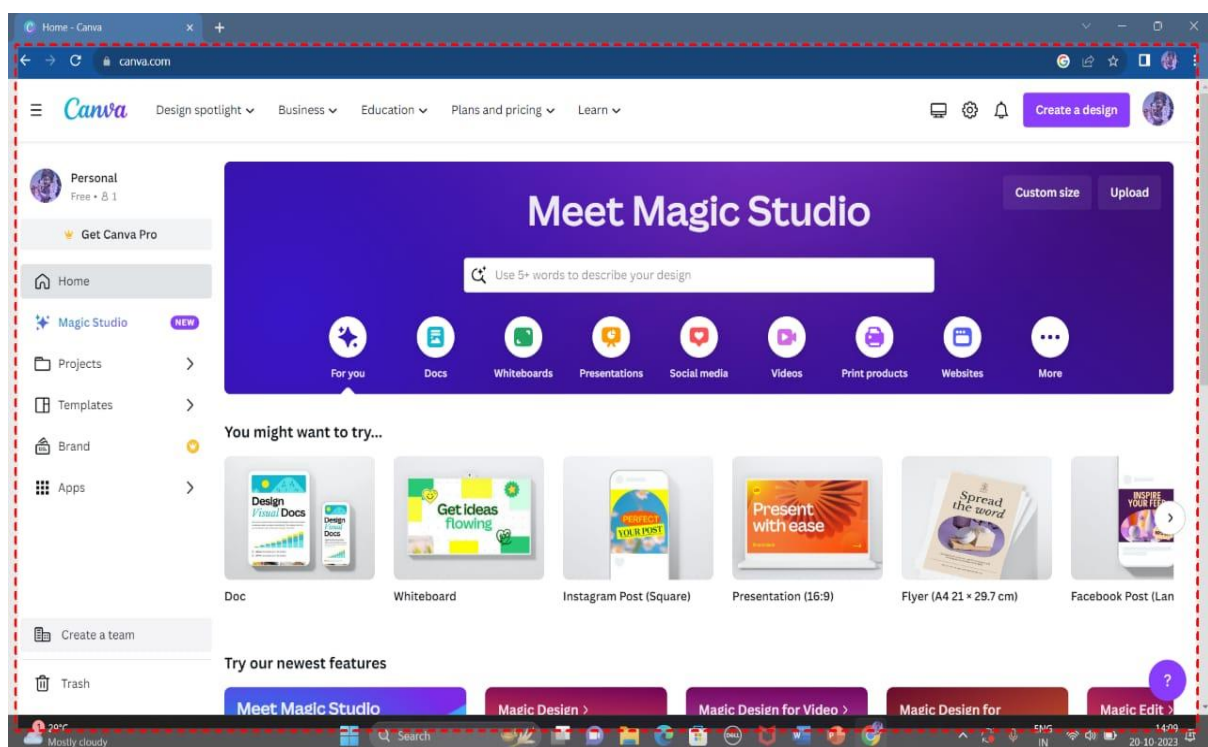 Home - Canva
canva.com
Canva
Design spotlight
Business
Education
Plans and pricing
Learn
Create a design
Personal
Free • 1
Get Canva Pro
Home
Magic Studio
NEW
Projects
Templates
Brand
Apps
Create a team
Trash
Meet Magic Studio
Custom size
Upload
Use 5+ words to describe your design
For you
Docs
Whiteboards
Presentations
Social media
Videos
Print products
Websites
More
You might want to try...
Design
Visual Docs
Design
Visual
Docs
Get ideas
flowing
PERFECT
YOUR POST
Present
with ease
Spread
the word
INSPIRE
YOUR FEED
Doc
Whiteboard
Instagram Post (Square)
Presentation (16:9)
Flyer (A4 21 × 29.7 cm)
Facebook Post (Lan
Try our newest features
Meet Magic Studio
Magic Design >
Magic Design for Video >
Magic Design for
Magic Edit >
?
1
29°C
Mostly cloudy
Search
DELL
ENG
IN
14:09
20-10-2023